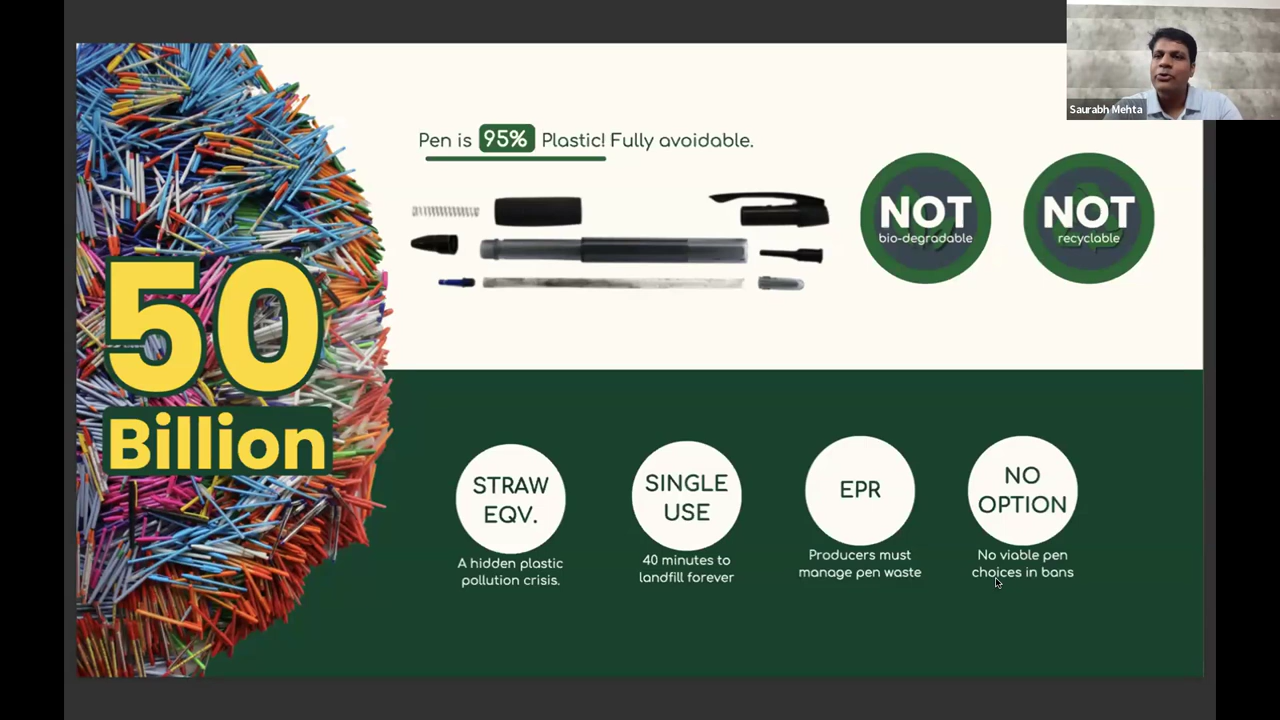 Saurabh Mehta
Pen is 95% Plastic! Fully avoidable.
NOT
bio-degradable
NOT
recyclable
50
Billion
STRAW
EQV.
A hidden plastic
pollution crisis.
SINGLE
USE
40 minutes to
landfill forever
EPR
Producers must
manage pen waste
NO
OPTION
No viable pen
choices in bans